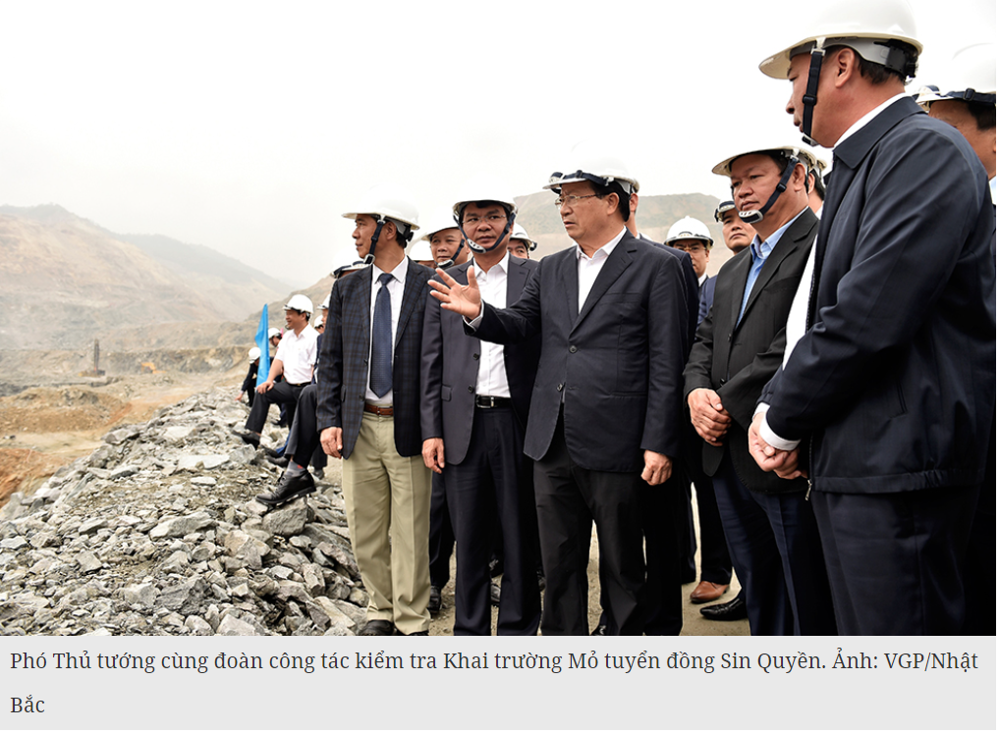 Phó Thủ tướng cùng đoàn công tác kiểm tra Khai trường Mỏ tuyển đồng Sin Quyền. Ảnh: VGP/Nhật
Bắc